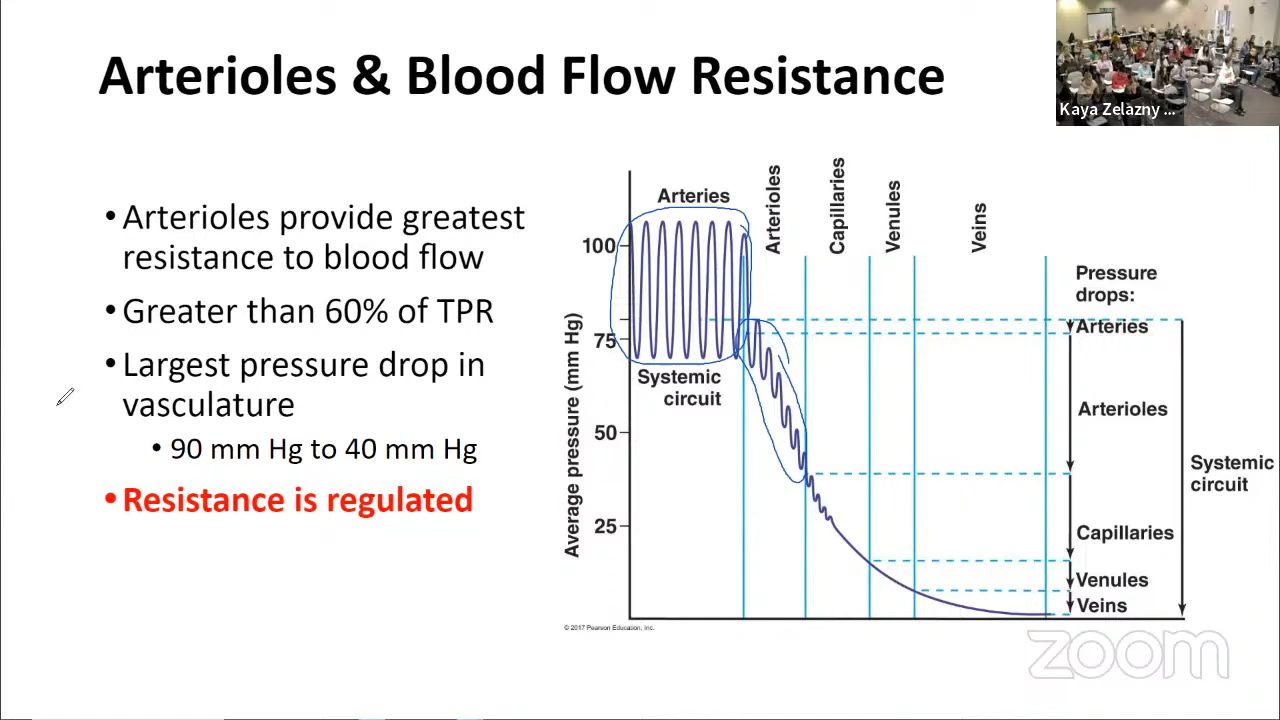 Arterioles & Blood Flow Resistance
Kaya Zelazny ...
• Arterioles provide greatest
resistance to blood flow
• Greater than 60% of TPR
• Largest pressure drop in
vasculature
• 90 mm Hg to 40 mm Hg
• Resistance is regulated
Arteries
Arterioles
Capillaries
Venules
Veins
100
75
50
25
Average pressure (mm Hg)
Systemic
circuit
Pressure
drops:
Arteries
Arterioles
Capillaries
Venules
Veins
Systemic
circuit
© 2017 Pearson Education, Inc.
zoom